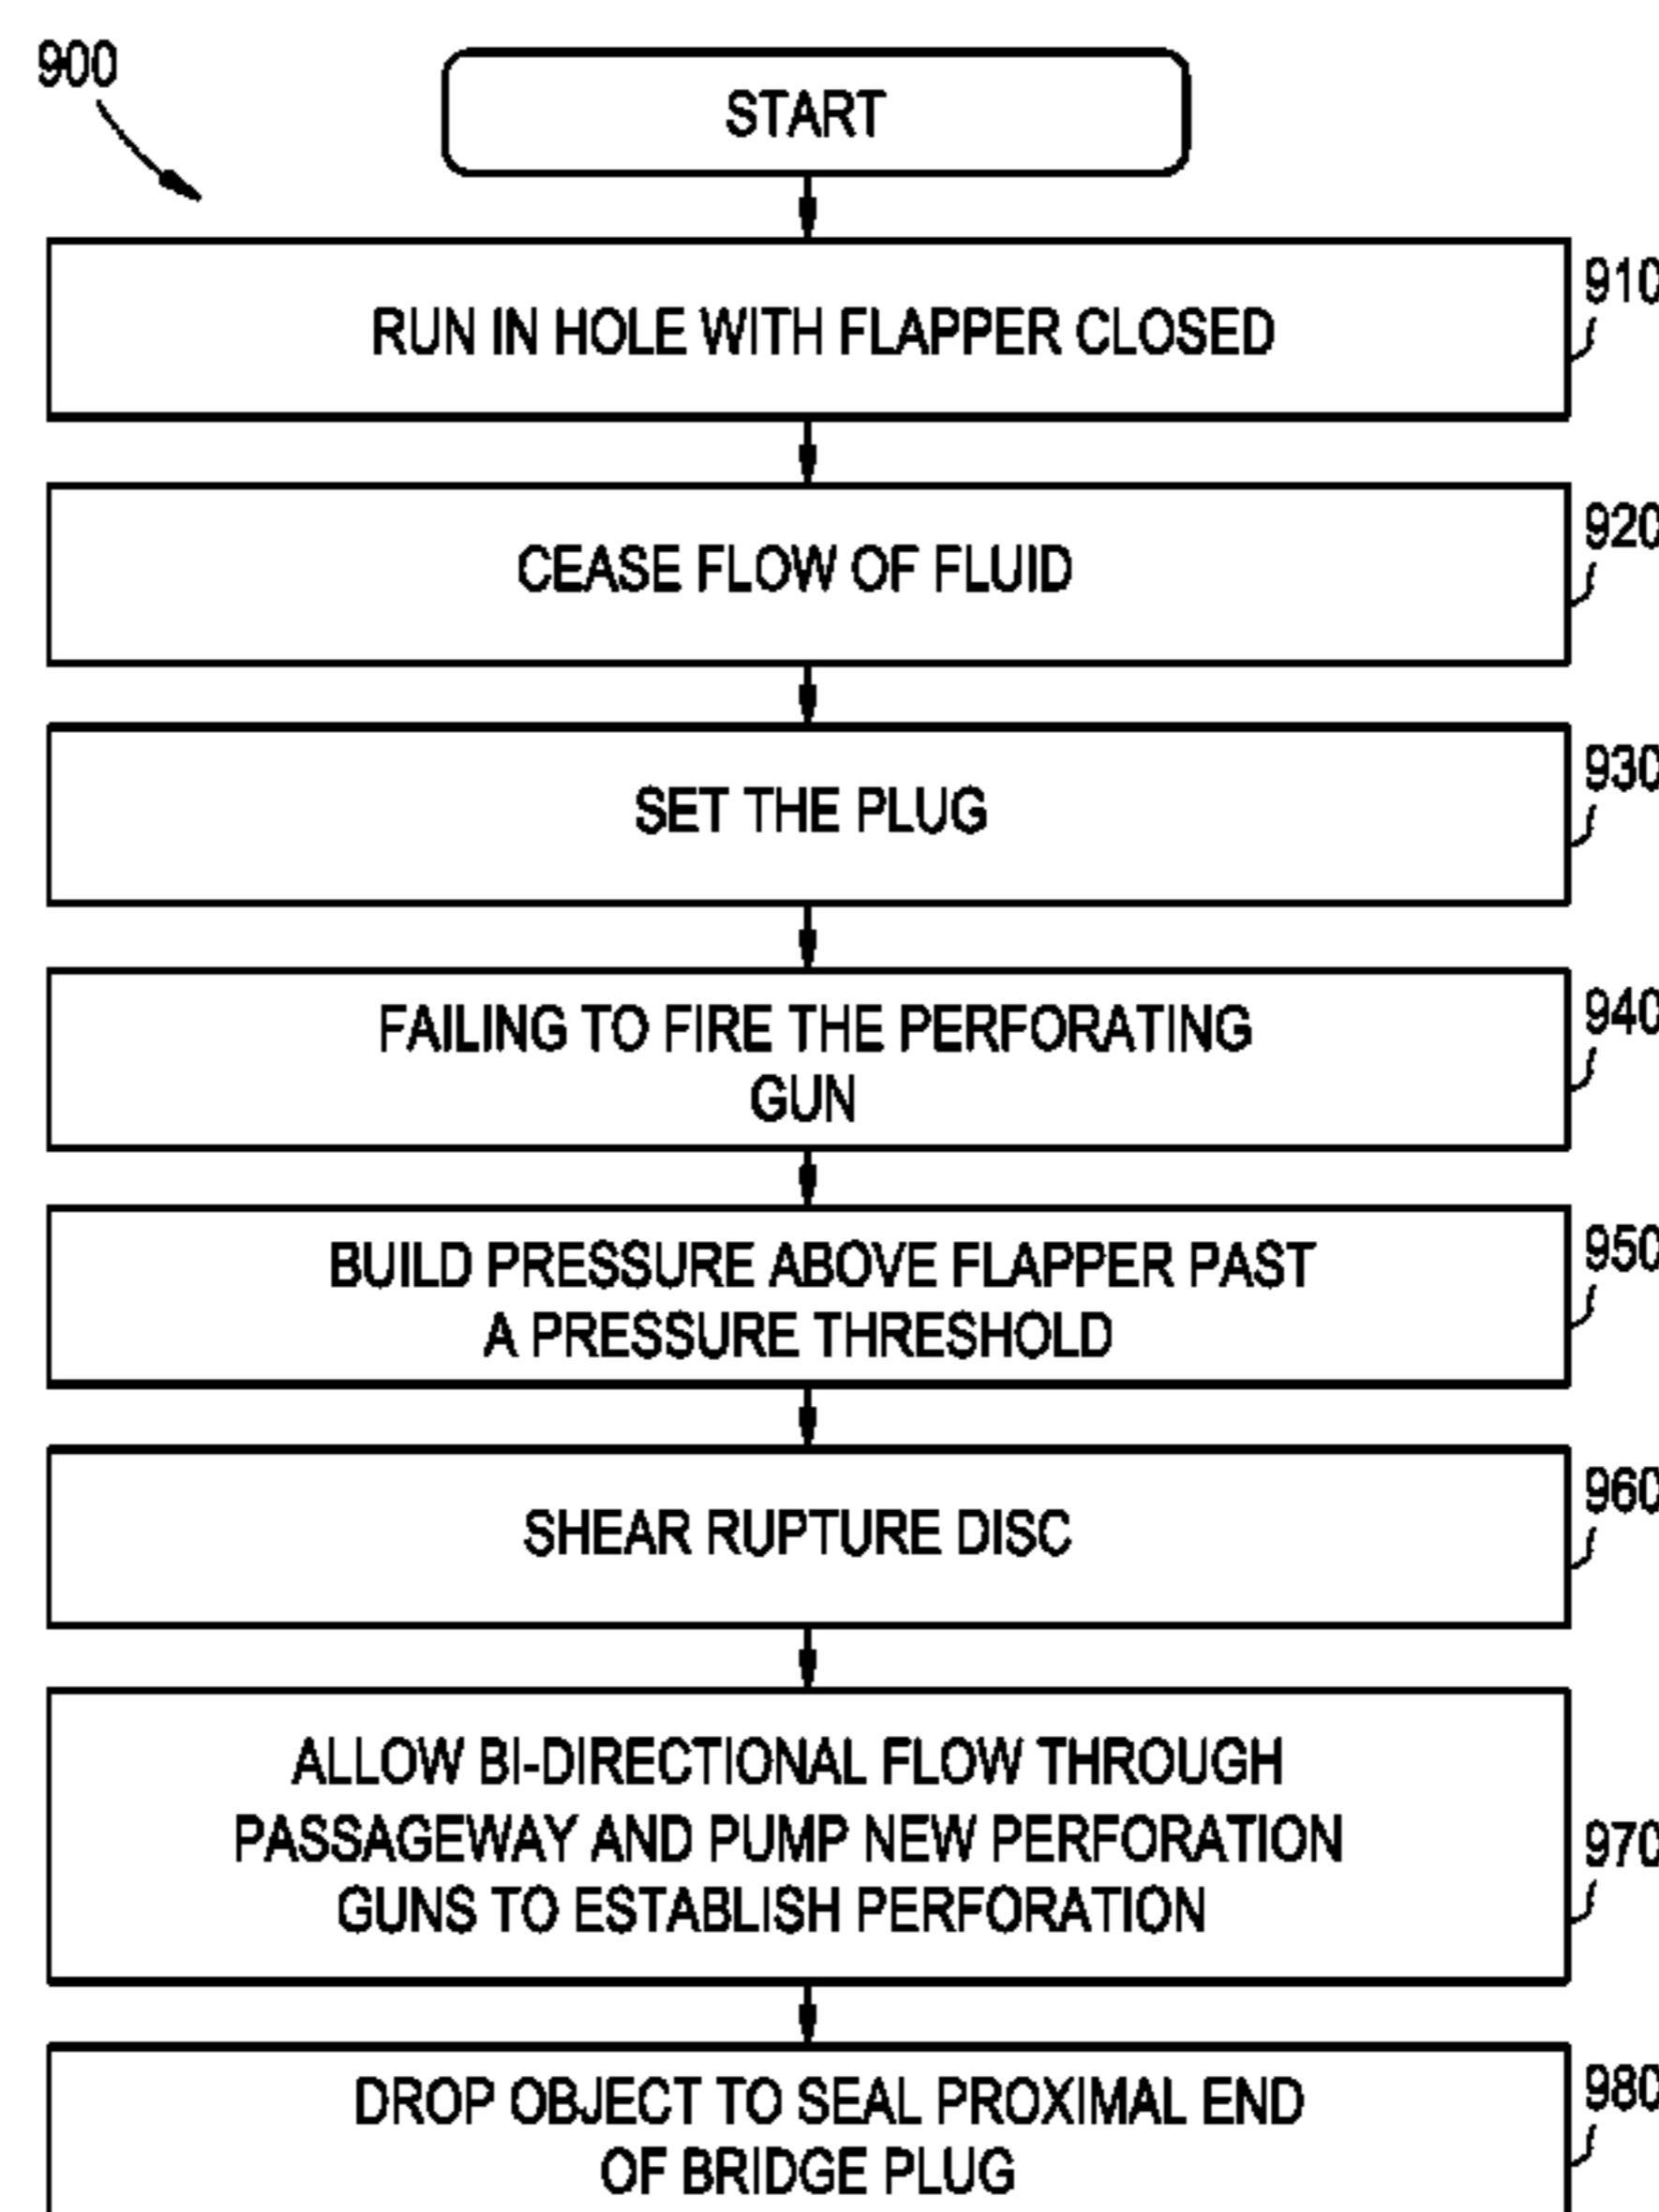 900
START
RUN IN HOLE WITH FLAPPER CLOSED
910
CEASE FLOW OF FLUID
920
SET THE PLUG
930
FAILING TO FIRE THE PERFORATING
GUN
940
BUILD PRESSURE ABOVE FLAPPER PAST
A PRESSURE THRESHOLD
950
SHEAR RUPTURE DISC
960
ALLOW BI-DIRECTIONAL FLOW THROUGH
PASSAGEWAY AND PUMP NEW PERFORATION
GUNS TO ESTABLISH PERFORATION
970
DROP OBJECT TO SEAL PROXIMAL END
OF BRIDGE PLUG
980